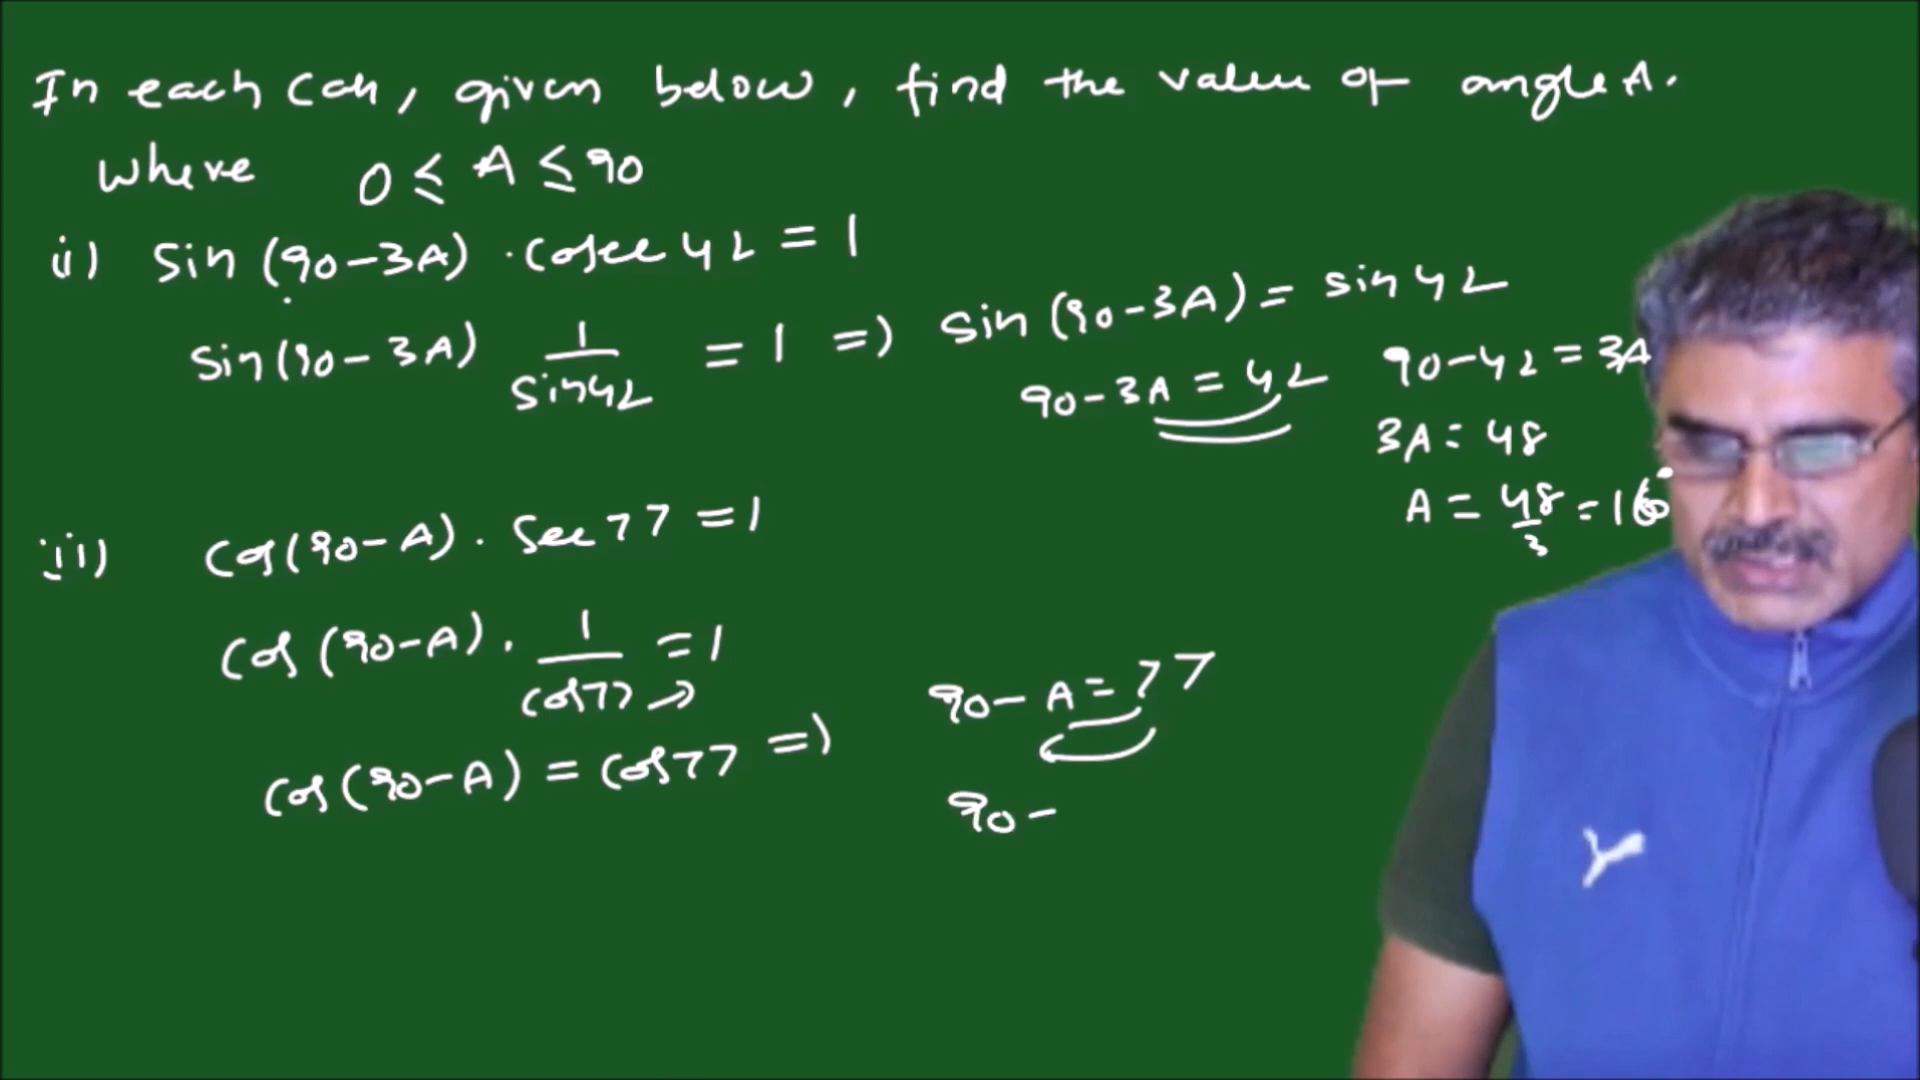 In each case, given below, find the value of angle A.
where 0 ≤ A ≤ 90
ii) sin (90-3A) . cosec 42 = 1
sin(90-3A) 1/sin42 = 1 => sin (90-3A) = sin 42
90-3A = 42 90-42 = 3A
3A = 48
A = 48/3 = 16°
iii) cos(90-A) . sec 77 = 1
cos (90-A) . 1/cos77 = 1
cos (90-A) = cos77 => 90-A = 77
90-